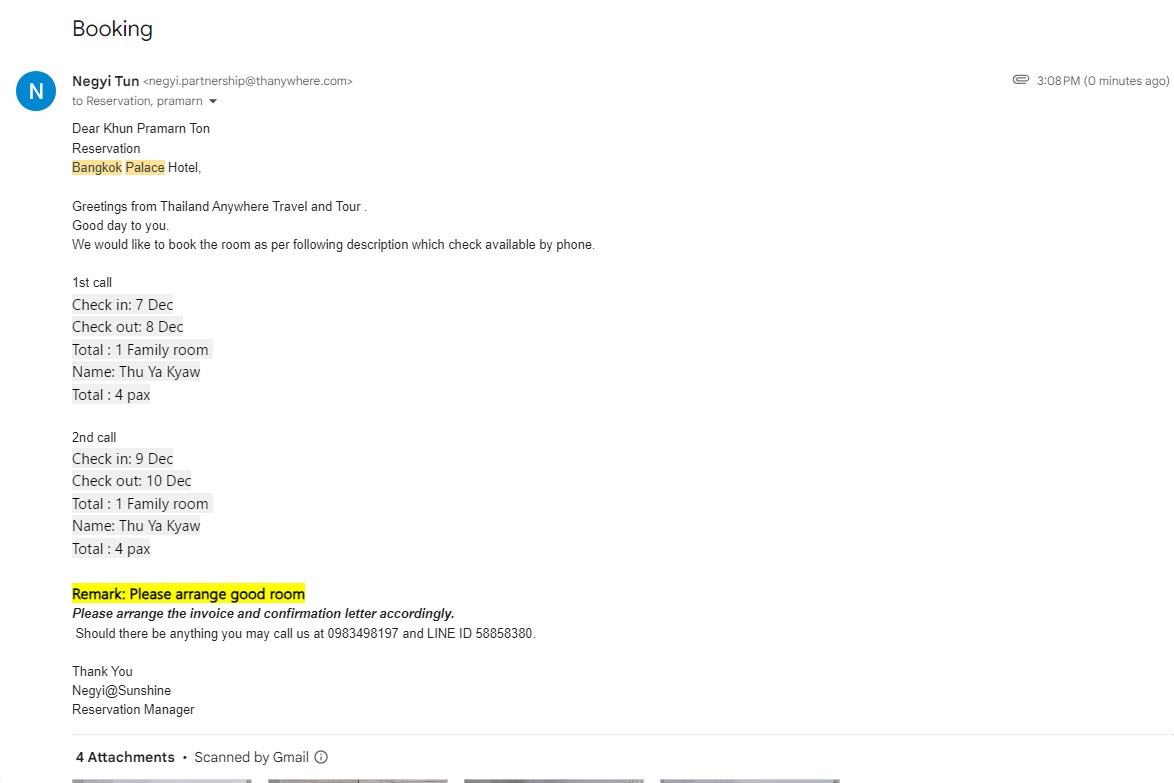 Booking
N
Negyi Tun <negyi.partnership@thanywhere.com>
3:08 PM (0 minutes ago)
to Reservation, pramarn
Dear Khun Pramarn Ton
Reservation
Bangkok Palace Hotel,
Greetings from Thailand Anywhere Travel and Tour .
Good day to you.
We would like to book the room as per following description which check available by phone.
1st call
Check in: 7 Dec
Check out: 8 Dec
Total : 1 Family room
Name: Thu Ya Kyaw
Total : 4 pax
2nd call
Check in: 9 Dec
Check out: 10 Dec
Total : 1 Family room
Name: Thu Ya Kyaw
Total : 4 pax
Remark: Please arrange good room
Please arrange the invoice and confirmation letter accordingly.
Should there be anything you may call us at 0983498197 and LINE ID 58858380.
Thank You
Negyi@Sunshine
Reservation Manager
4 Attachments • Scanned by Gmail